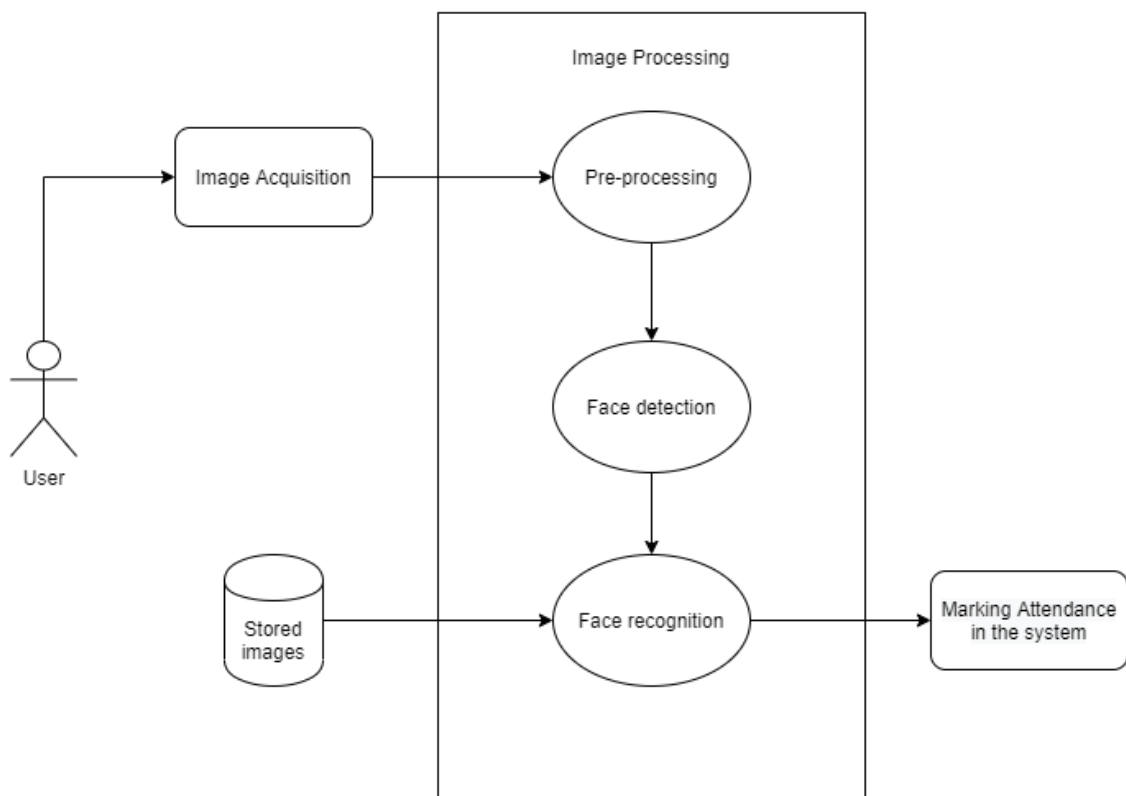 Image Processing
Image Acquisition
Pre-processing
User
Face detection
Stored
images
Face recognition
Marking Attendance
in the system